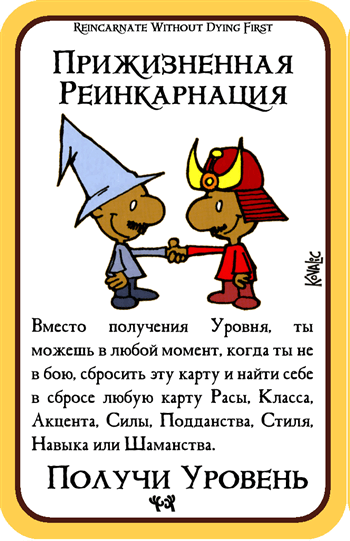 Reincarnate Without Dying First
Прижизненная
Реинкарнация
Kovalic
Вместо получения Уровня, ты
можешь в любой момент, когда ты не
в бою, сбросить эту карту и найти себе
в сбросе любую карту Расы, Класса,
Акцента, Силы, Подданства, Стиля,
Навыка или Шаманства.
Получи Уровень